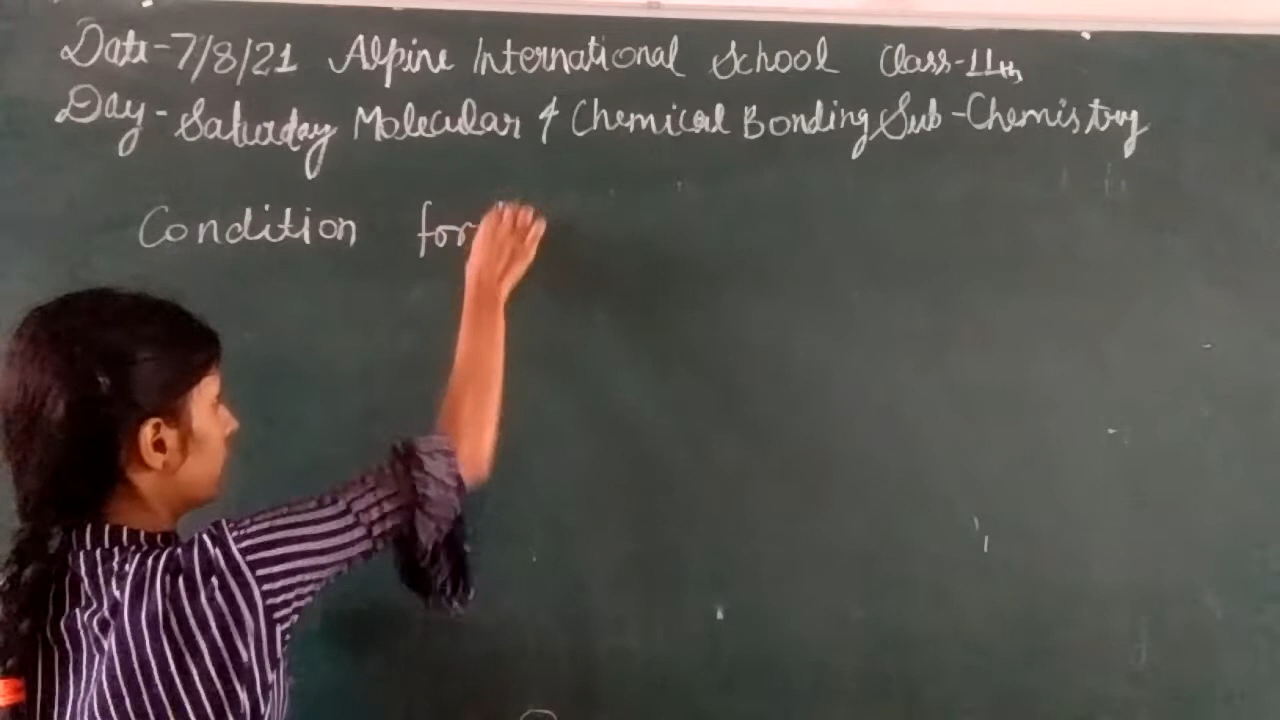 Date-7/8/21 Alpine International School Class-11th
Day-Saturday Molecular & Chemical Bonding Sub-Chemistry
Condition for